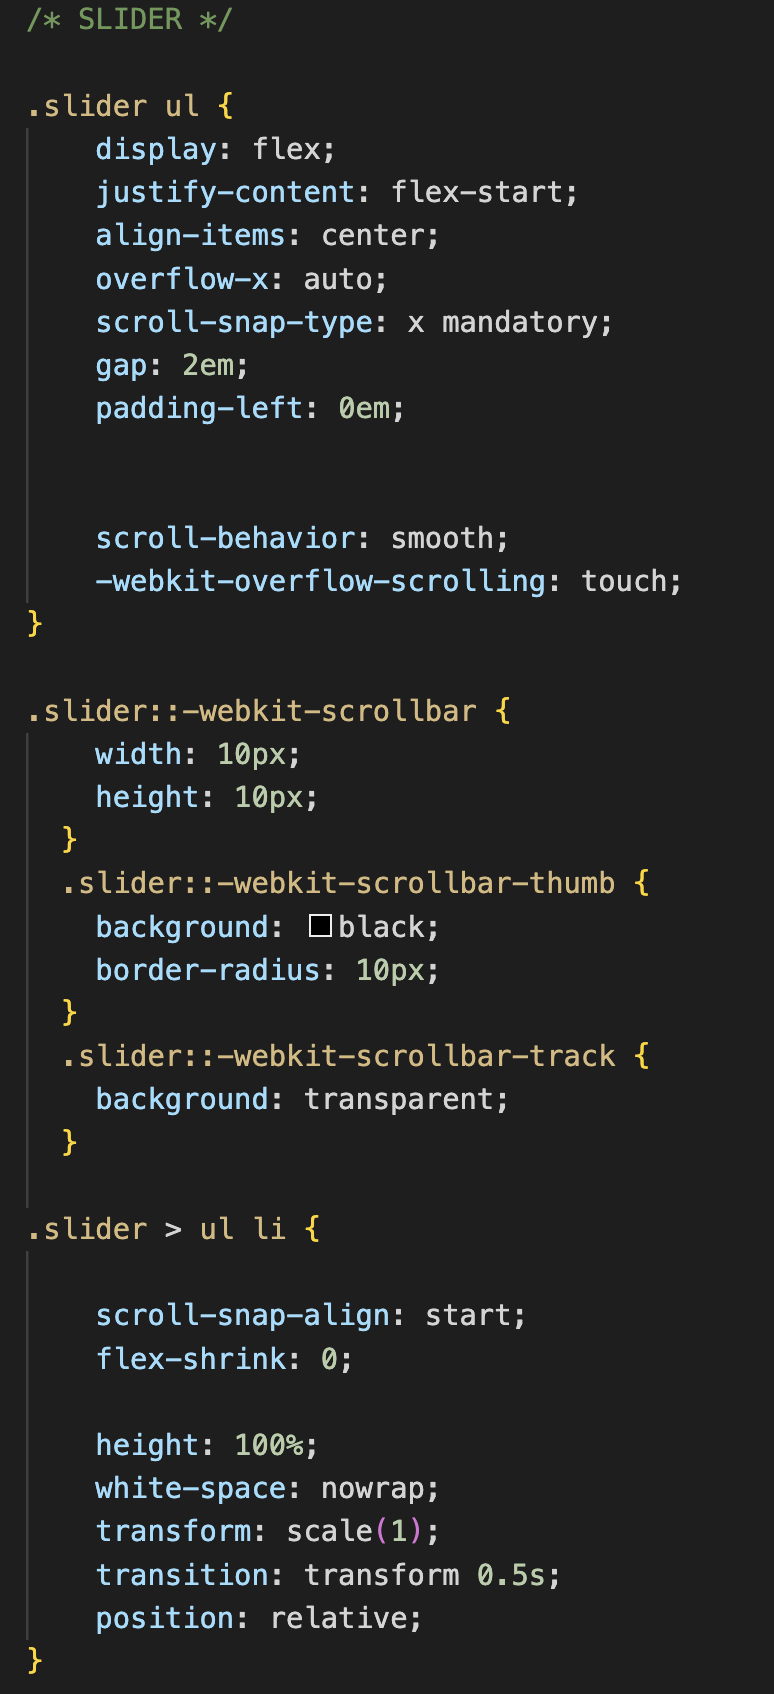 /* SLIDER */
.slider ul {
display: flex;
justify-content: flex-start;
align-items: center;
overflow-x: auto;
scroll-snap-type: x mandatory;
gap: 2em;
padding-left: 0em;
scroll-behavior: smooth;
-webkit-overflow-scrolling: touch;
}
.slider::-webkit-scrollbar {
width: 10px;
height: 10px;
}
.slider::-webkit-scrollbar-thumb {
background: black;
border-radius: 10px;
}
.slider::-webkit-scrollbar-track {
background: transparent;
}
.slider > ul li {
scroll-snap-align: start;
flex-shrink: 0;
height: 100%;
white-space: nowrap;
transform: scale(1);
transition: transform 0.5s;
position: relative;
}